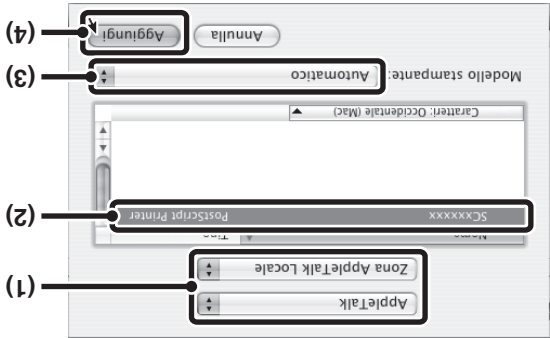 (1)
AppleTalk
Zona AppleTalk Locale
Nome Tipo
(2)
SCxxxxxx PostScript Printer
Caratteri: Occidentale (Mac)
(3)
Modello stampante: Automatico
(4)
Annulla Aggiungi